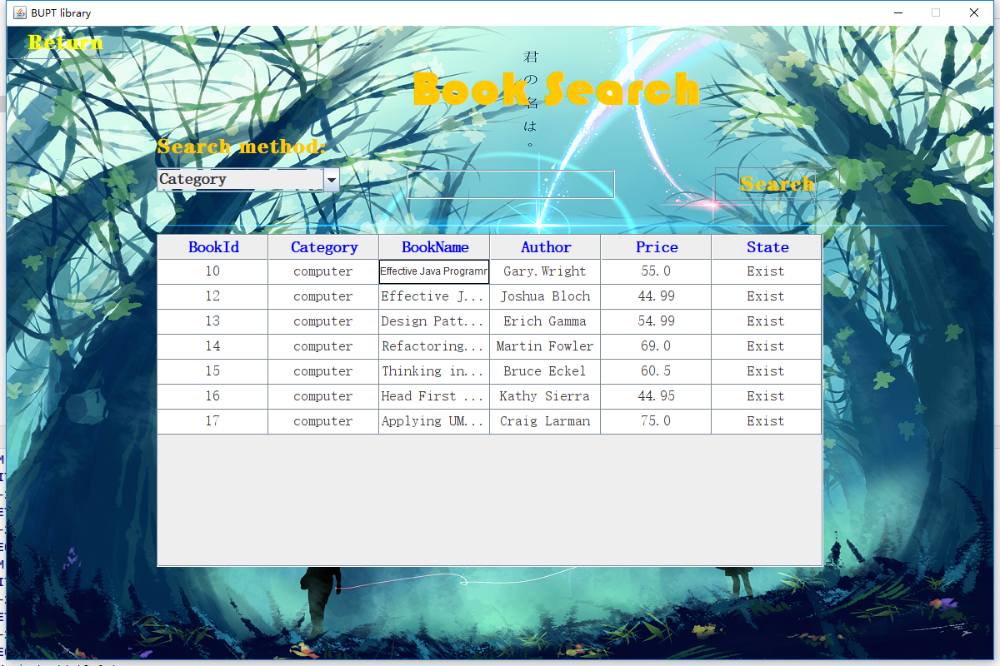 BUPT library
Return
君の名は。
Book Search
Search method:
Category
Search
BookId Category BookName Author Price State
10 computer Effective Java Programr Gary.Wright 55.0 Exist
12 computer Effective J... Joshua Bloch 44.99 Exist
13 computer Design Patt... Erich Gamma 54.99 Exist
14 computer Refactoring... Martin Fowler 69.0 Exist
15 computer Thinking in... Bruce Eckel 60.5 Exist
16 computer Head First ... Kathy Sierra 44.95 Exist
17 computer Applying UM... Craig Larman 75.0 Exist